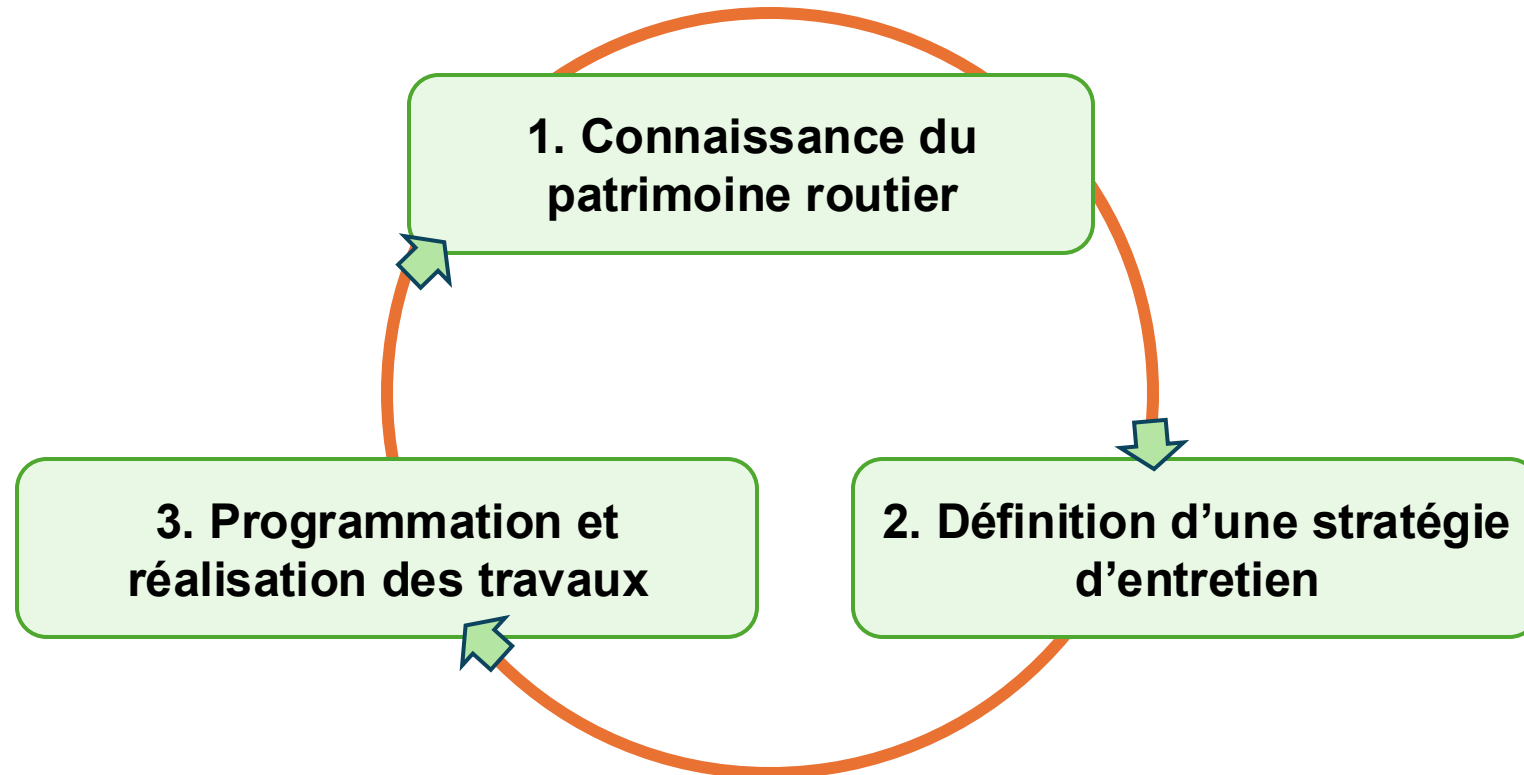 1. Connaissance du
patrimoine routier
2. Définition d’une stratégie
d’entretien
3. Programmation et
réalisation des travaux